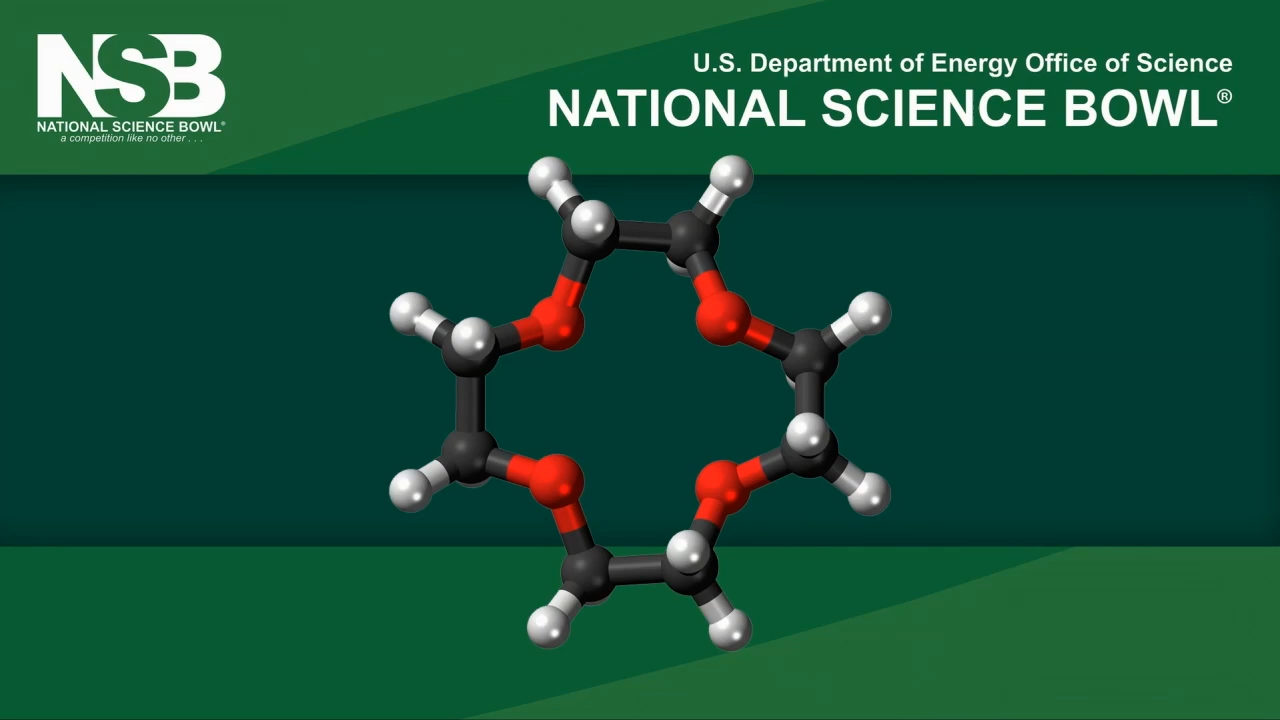 NSB
NATIONAL SCIENCE BOWL®
a competition like no other . . .
U.S. Department of Energy Office of Science
NATIONAL SCIENCE BOWL®